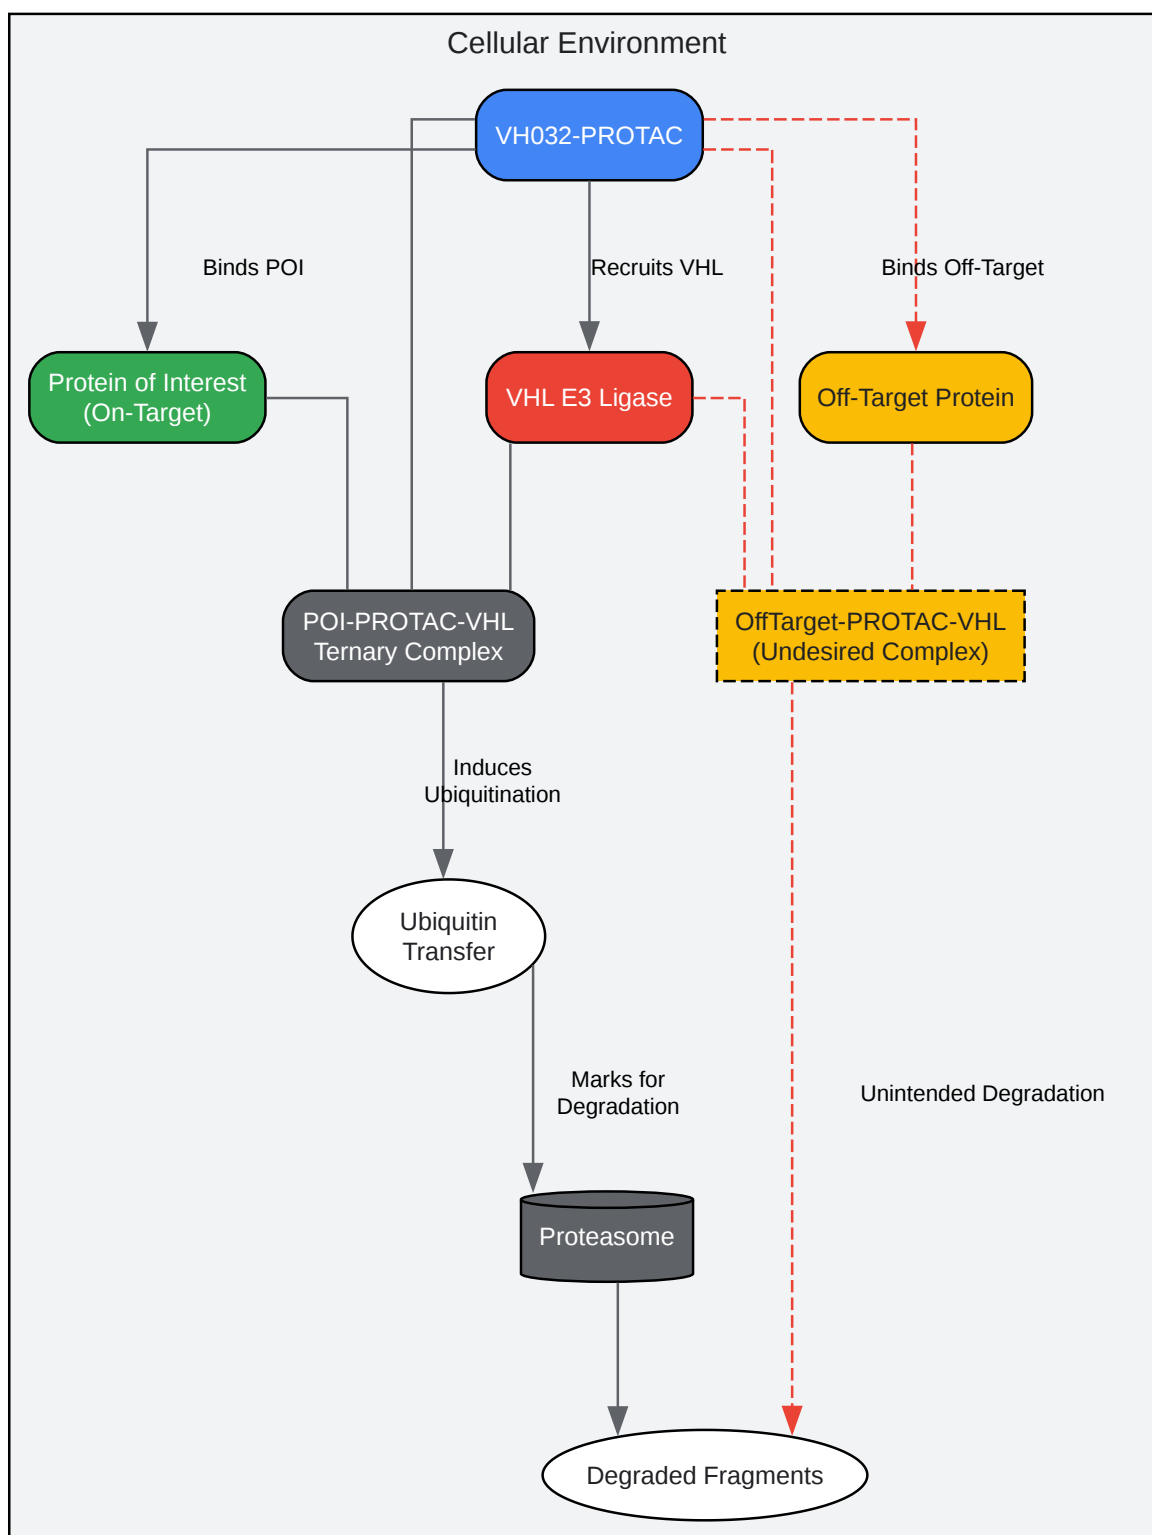 Cellular Environment
VH032-PROTAC
Binds POI
Recruits VHL
Binds Off-Target
Protein of Interest
(On-Target)
VHL E3 Ligase
Off-Target Protein
POI-PROTAC-VHL
Ternary Complex
OffTarget-PROTAC-VHL
(Undesired Complex)
Induces
Ubiquitination
Ubiquitin
Transfer
Marks for
Degradation
Unintended Degradation
Proteasome
Degraded Fragments